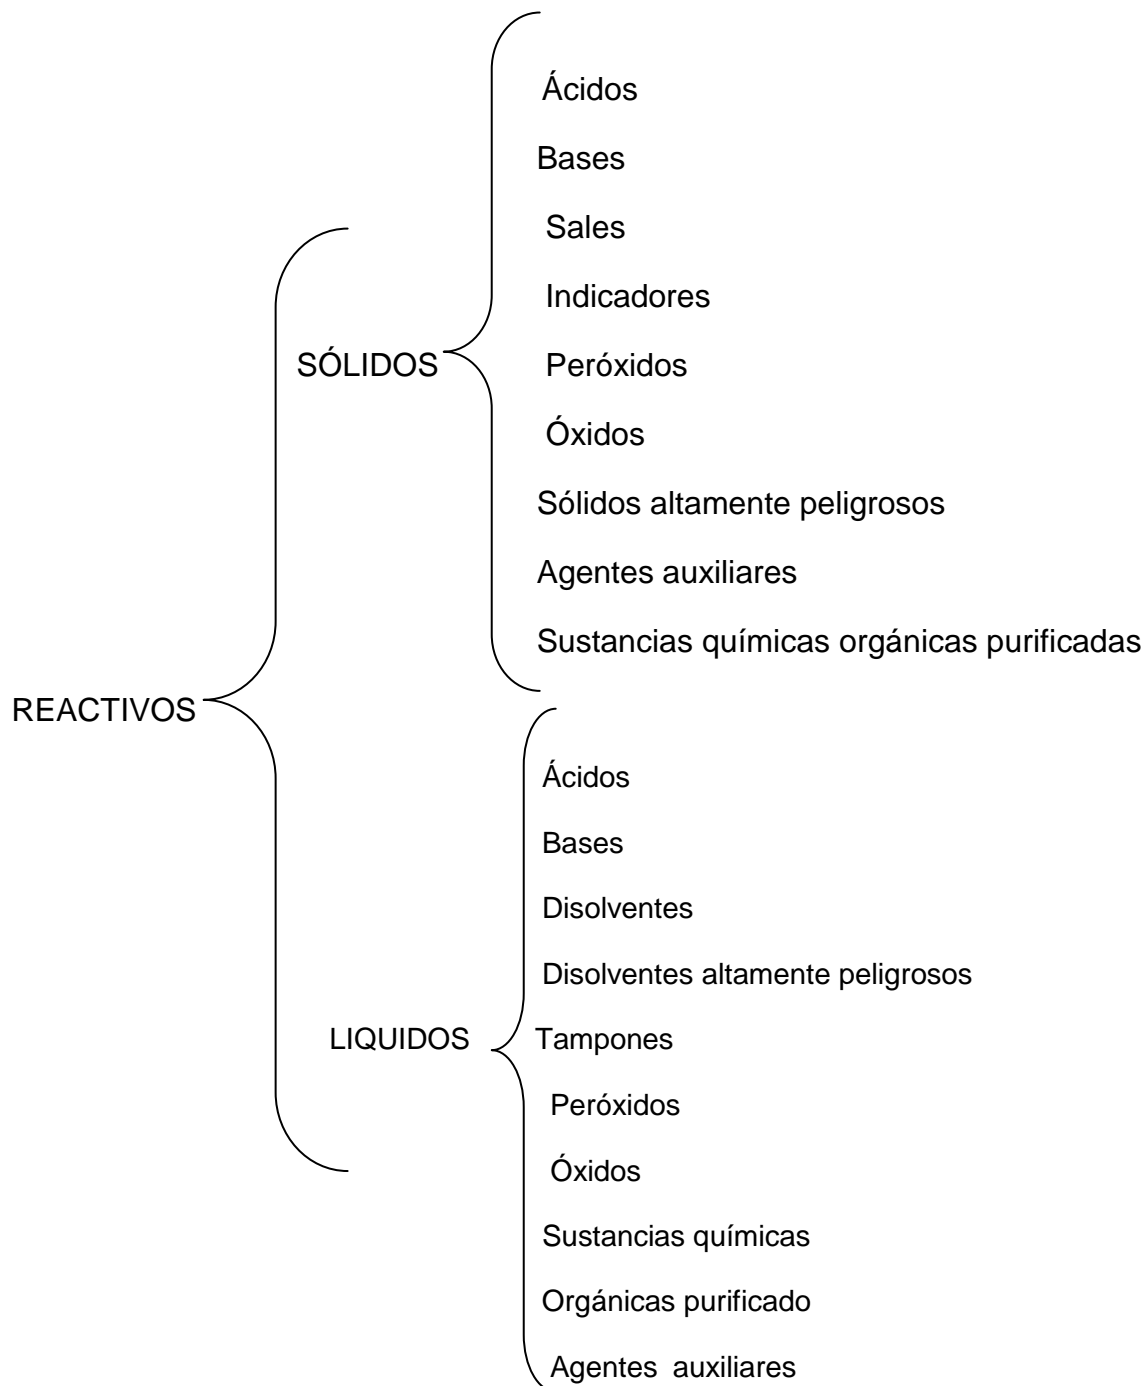 Ácidos
Bases
Sales
Indicadores
SÓLIDOS
Peróxidos
Óxidos
Sólidos altamente peligrosos
Agentes auxiliares
Sustancias químicas orgánicas purificadas
REACTIVOS
Ácidos
Bases
Disolventes
Disolventes altamente peligrosos
LIQUIDOS
Tampones
Peróxidos
Óxidos
Sustancias químicas
Orgánicas purificado
Agentes  auxiliares